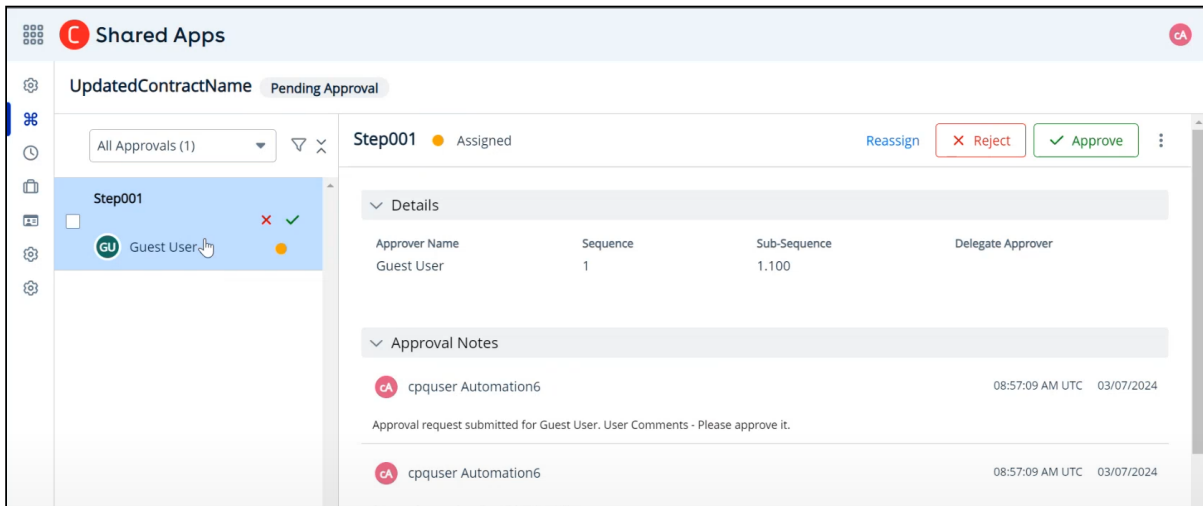 C Shared Apps
cA
UpdatedContractName Pending Approval
All Approvals (1)
Step001
GU Guest User
Step001 Assigned
Reassign
Reject
Approve
Details
Approver Name Sequence Sub-Sequence Delegate Approver
Guest User 1 1.100
Approval Notes
cA cpquser Automation6 08:57:09 AM UTC 03/07/2024
Approval request submitted for Guest User. User Comments - Please approve it.
cA cpquser Automation6 08:57:09 AM UTC 03/07/2024